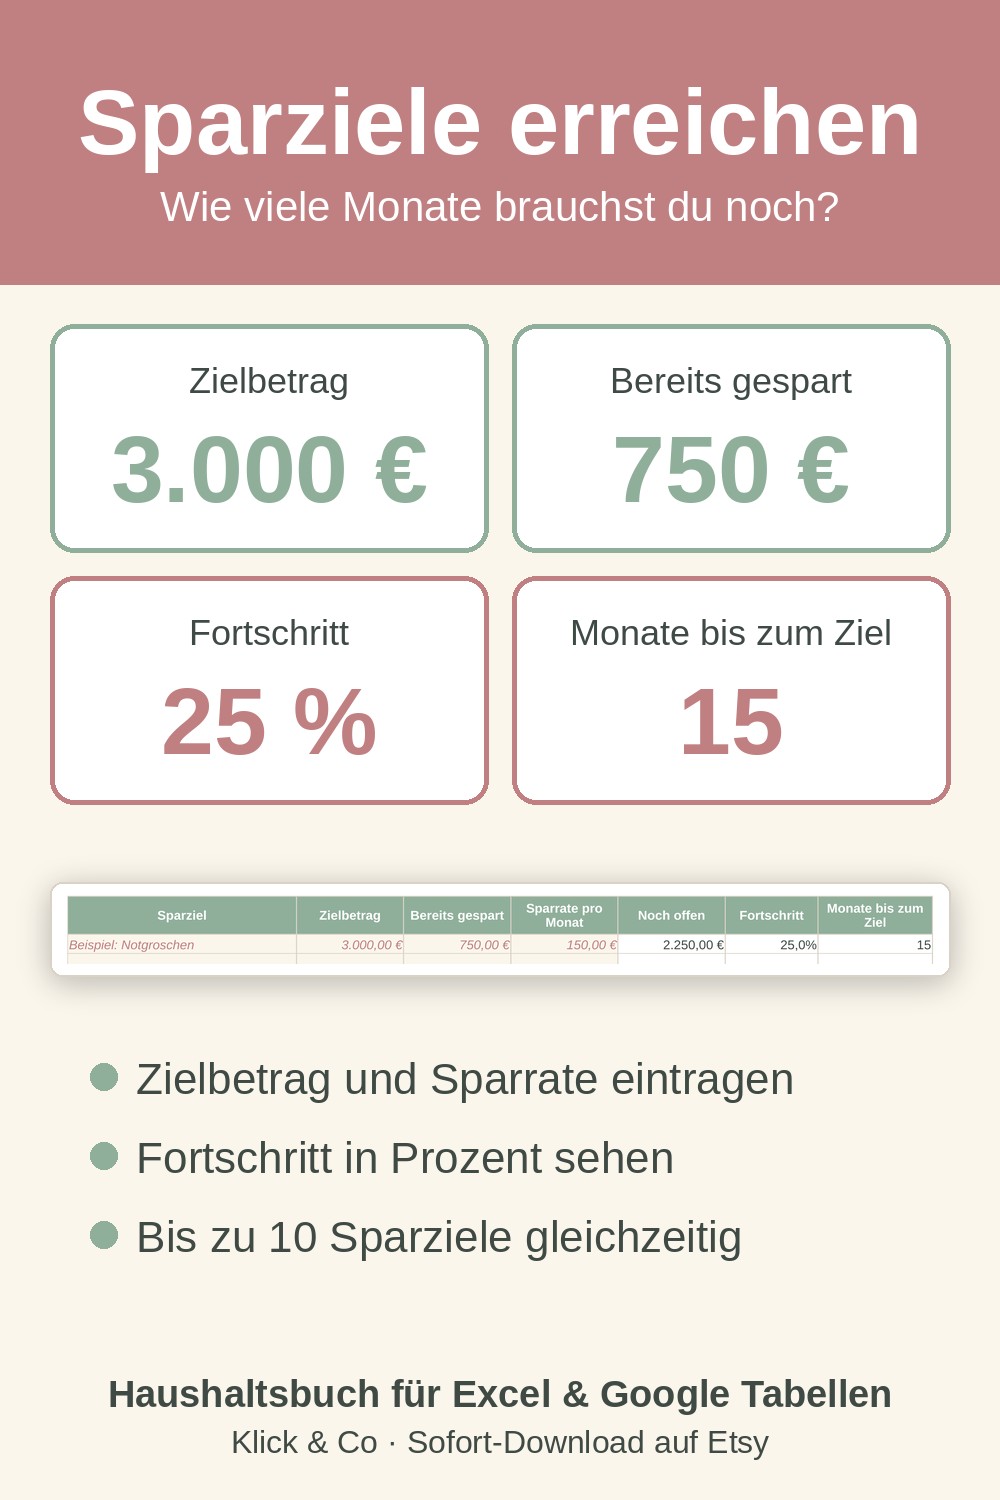 Sparziele erreichen
Wie viele Monate brauchst du noch?
Zielbetrag
3.000 €
Bereits gespart
750 €
Fortschritt
25 %
Monate bis zum Ziel
15
Sparziel Zielbetrag Bereits gespart Sparrate pro Monat Noch offen Fortschritt Monate bis zum Ziel
Beispiel: Notgroschen 3.000,00 € 750,00 € 150,00 € 2.250,00 € 25,0% 15
Zielbetrag und Sparrate eintragen
Fortschritt in Prozent sehen
Bis zu 10 Sparziele gleichzeitig
Haushaltsbuch für Excel & Google Tabellen
Klick & Co · Sofort-Download auf Etsy